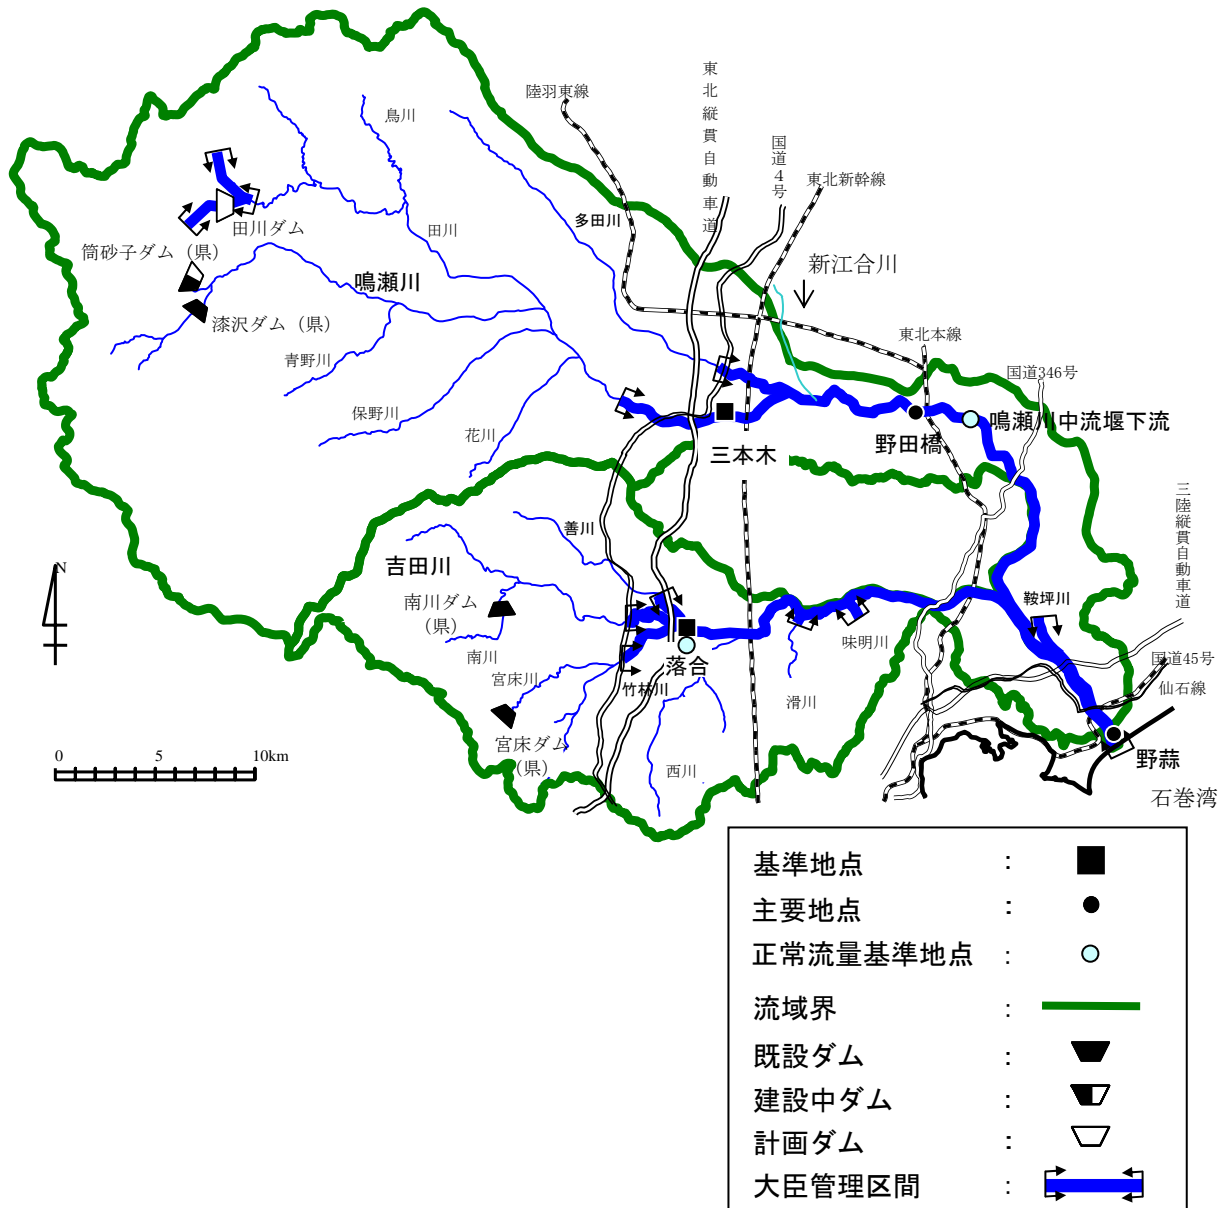 陸羽東線
東北縦貫自動車道
国道4号
東北新幹線
鳥川
多田川
田川
田川ダム
筒砂子ダム（県）
鳴瀬川
新江合川
漆沢ダム（県）
東北本線
青野川
国道346号
保野川
花川
三本木
野田橋
鳴瀬川中流堰下流
三陸縦貫自動車道
善川
吉田川
N
南川ダム
（県）
鞍坪川
味明川
南川
宮床川
落合
竹林川
滑川
国道45号
仙石線
宮床ダム
（県）
西川
野蒜
石巻湾
0 5 10km
基準地点 :
主要地点 :
正常流量基準地点 :
流域界 :
既設ダム :
建設中ダム :
計画ダム :
大臣管理区間 :